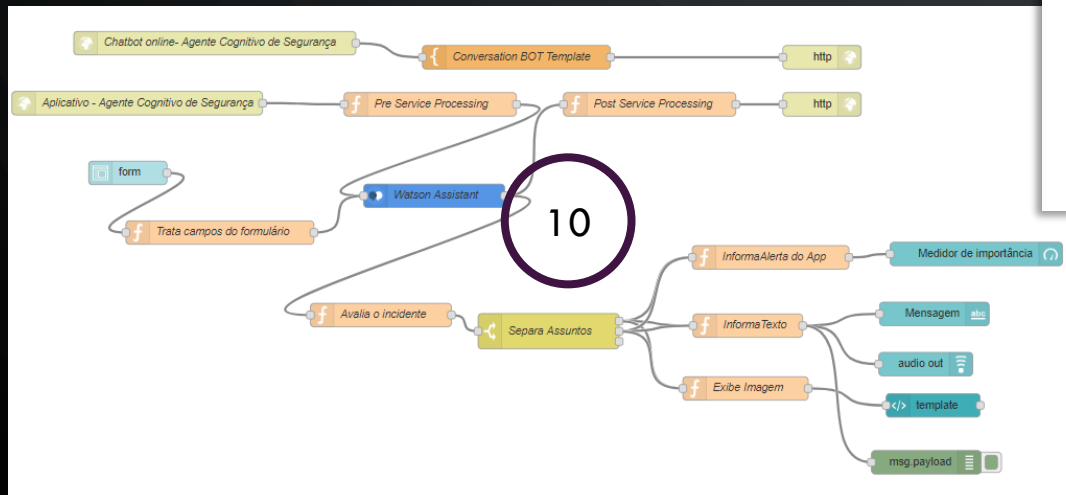 Chatbot online- Agente Cognitivo de Segurança
Conversation BOT Template
http
Aplicativo - Agente Cognitivo de Segurança
Pre Service Processing
Post Service Processing
http
form
Watson Assistant
10
Trata campos do formulário
InformaAlerta do App
Medidor de importância
Avalia o incidente
Separa Assuntos
InformaTexto
Mensagem
abc
audio out
Exibe Imagem
</> template
msg.payload